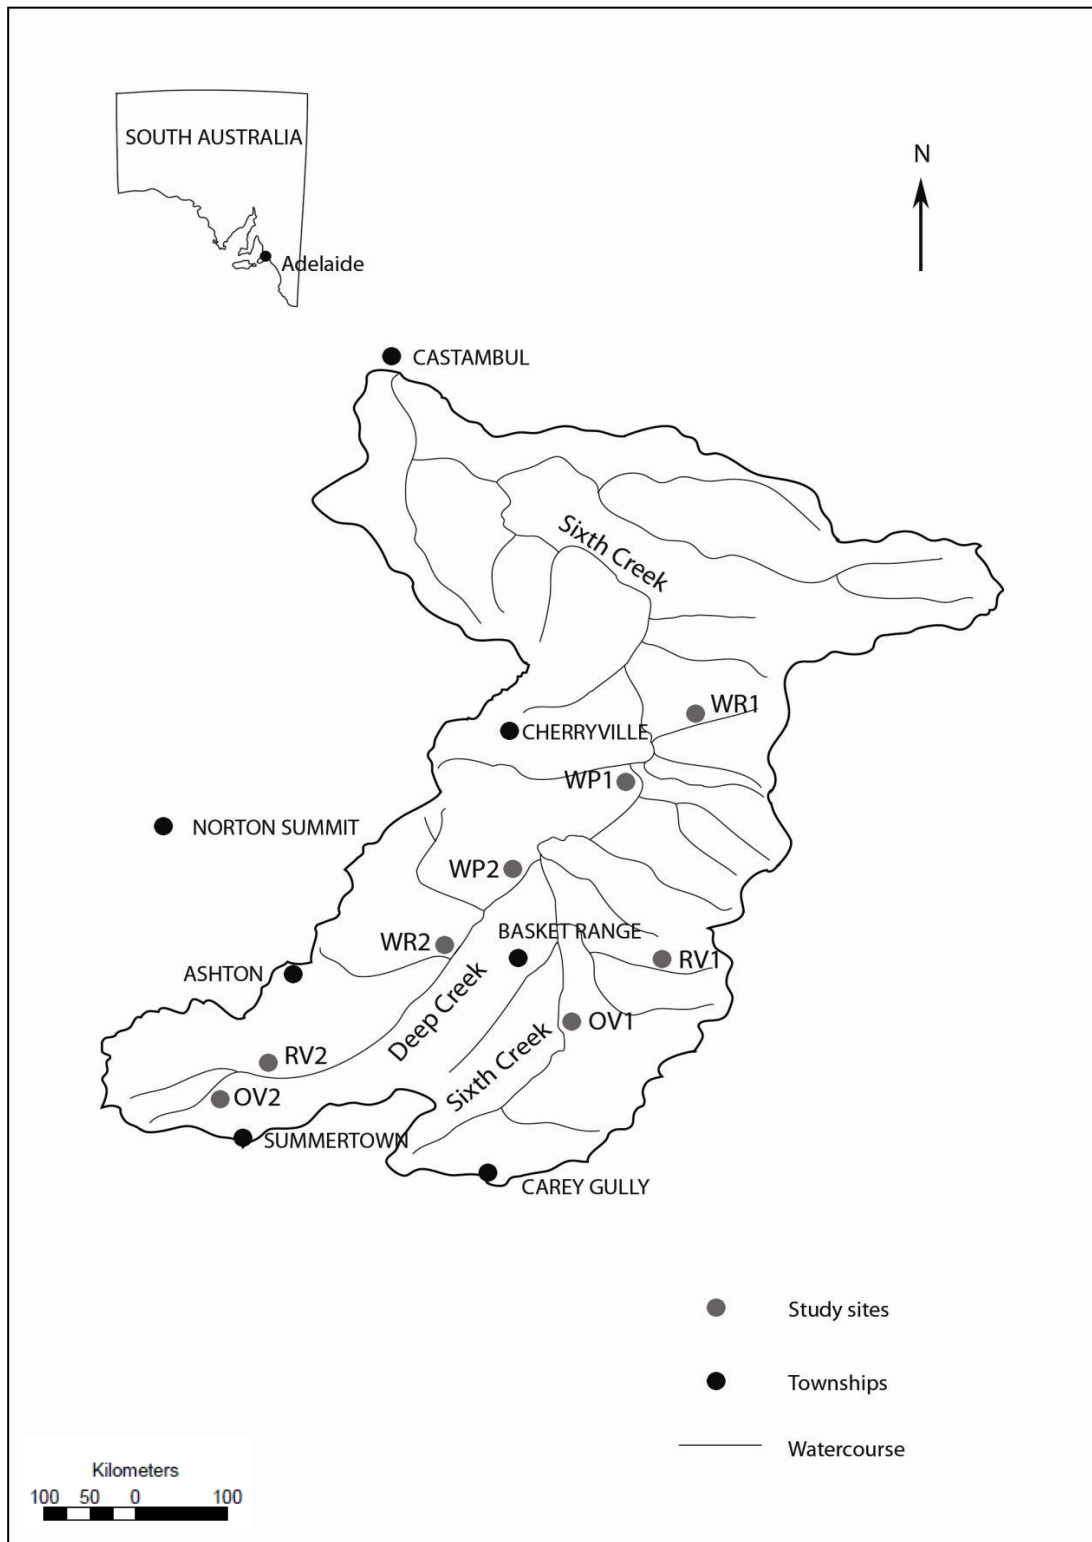 SOUTH AUSTRALIA
N
Adelaide
CASTAMBUL
Sixth Creek
WR1
CHERRYVILLE
WP1
NORTON SUMMIT
WP2
BASKET RANGE
WR2
RV1
ASHTON
Deep Creek
OV1
RV2
Sixth Creek
OV2
SUMMERTOWN
CAREY GULLY
Study sites
Townships
Watercourse
Kilometers
100 50 0 100